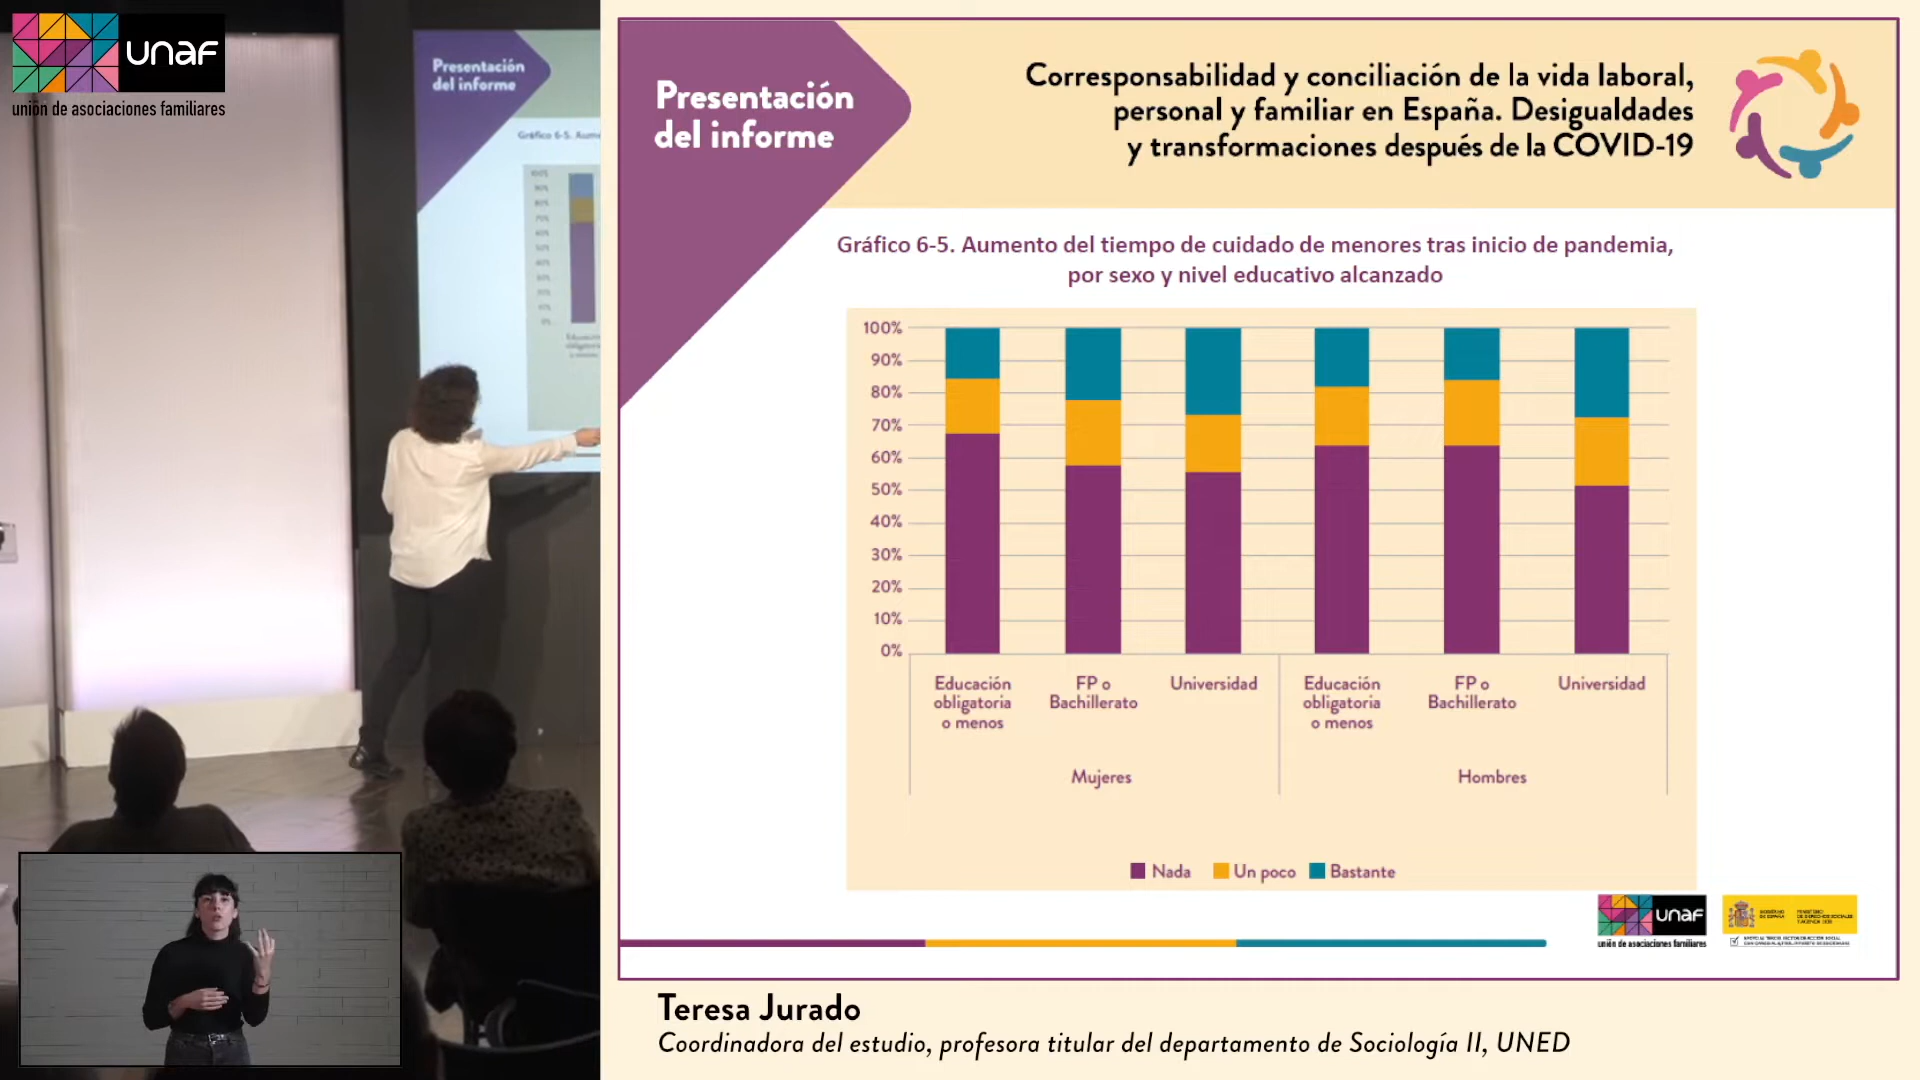 unaf
unión de asociaciones familiares
Presentación
del informe
Gráfico 6-5.
Presentación
del informe
Corresponsabilidad y conciliación de la vida laboral,
personal y familiar en España. Desigualdades
y transformaciones después de la COVID-19
Gráfico 6-5. Aumento del tiempo de cuidado de menores tras inicio de pandemia,
por sexo y nivel educativo alcanzado
100%
90%
80%
70%
60%
50%
40%
30%
20%
10%
0%
Educación
obligatoria
o menos
FP o
Bachillerato
Universidad
Educación
obligatoria
o menos
FP o
Bachillerato
Universidad
Mujeres
Hombres
Nada
Un poco
Bastante
unaf
unión de asociaciones familiares
Teresa Jurado
Coordinadora del estudio, profesora titular del departamento de Sociología II, UNED